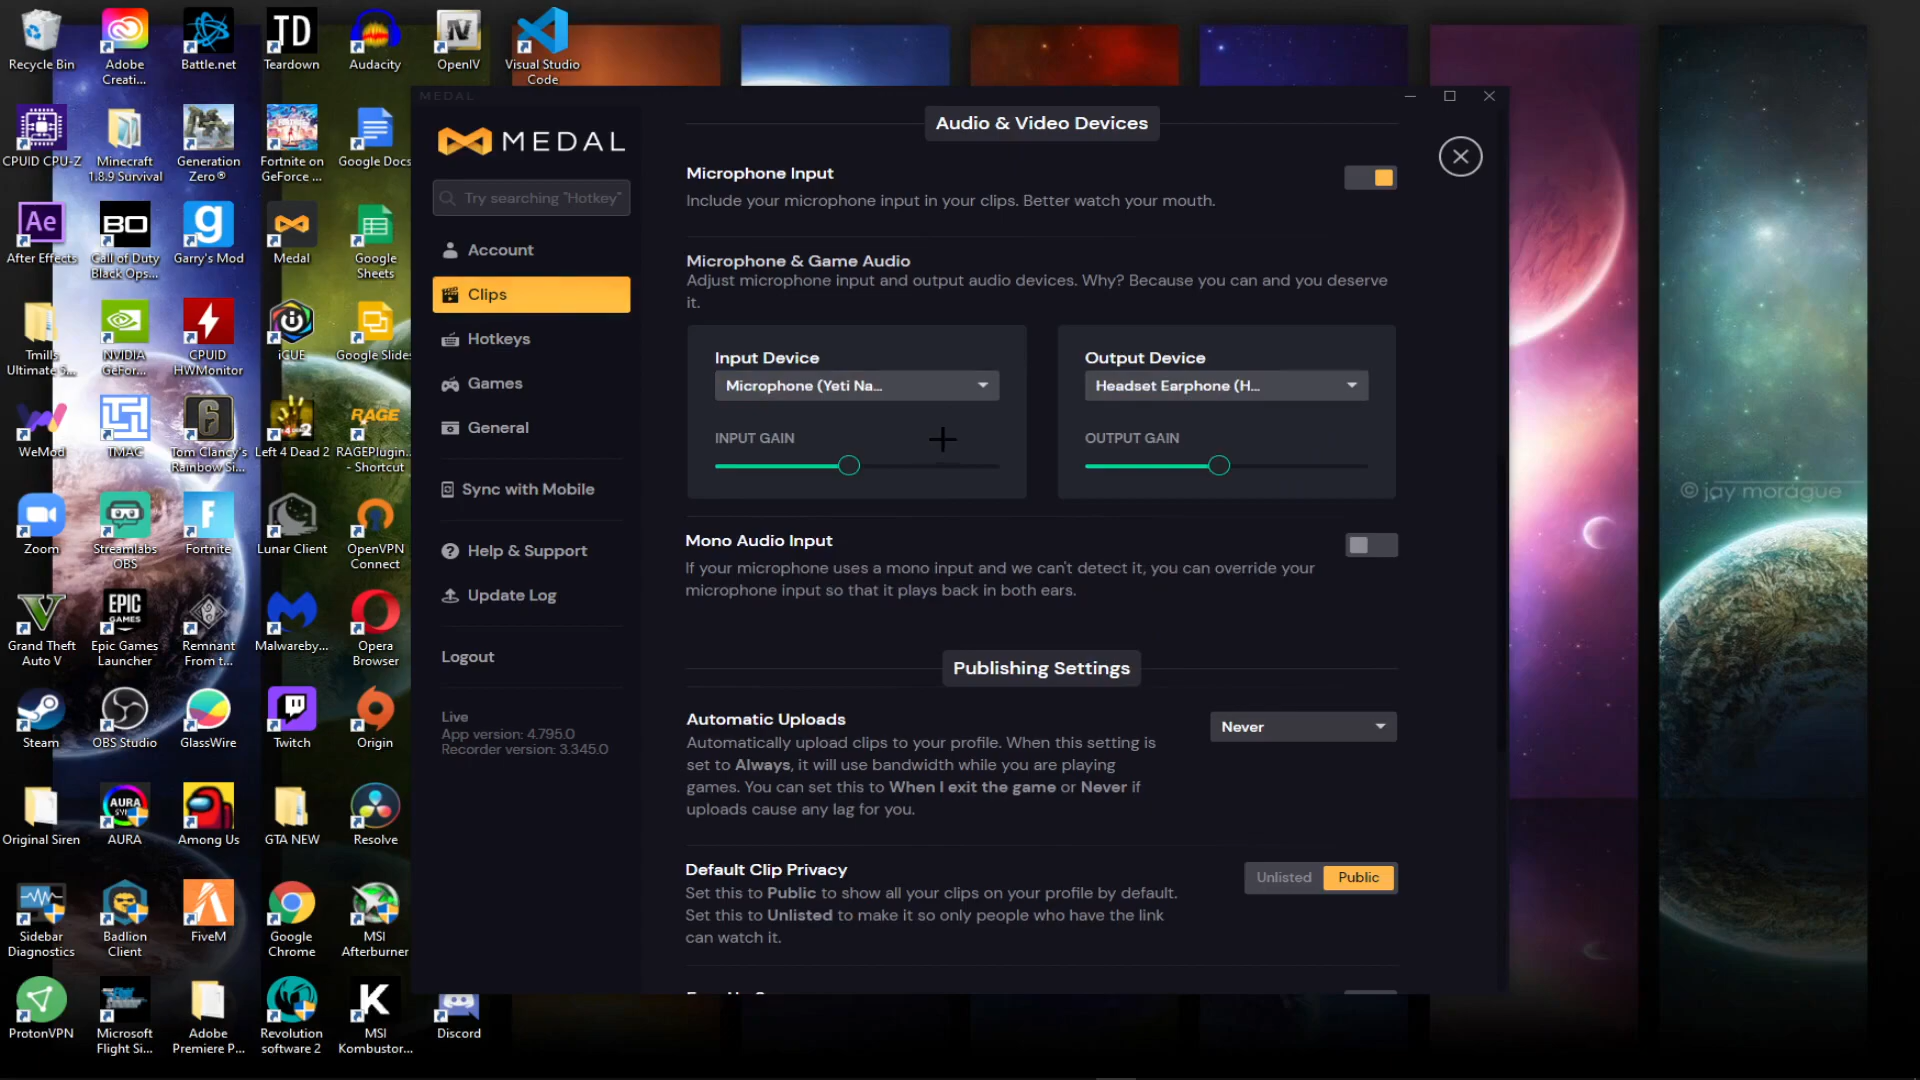 Recycle Bin
Adobe
Creati...
Battle.net
TD
Teardown
Audacity
IV
OpenIV
Visual Studio
Code
CPUID CPU-Z
Minecraft
1.8.9 Survival
Generation
Zero®
Fortnite on
GeForce ...
Google Docs
Ae
After Effects
BO
Call of Duty
Black Ops...
g
Garry's Mod
Medal
Google
Sheets
Tmills
Ultimate S...
NVIDIA
GeFor...
CPUID
HWMonitor
iCUE
Google Slides
WeMod
TMAC
6
Tom Clancy's
Rainbow Si...
Left 4 Dead 2
RAGE
RAGEPlugin...
- Shortcut
Zoom
Streamlabs
OBS
F
Fortnite
Lunar Client
OpenVPN
Connect
V
Grand Theft
Auto V
EPIC
GAMES
Epic Games
Launcher
Remnant
From t...
Malwareby...
Opera
Browser
Steam
OBS Studio
GlassWire
Twitch
Origin
Original Siren
AURA
AURA
Among Us
GTA NEW
Resolve
Sidebar
Diagnostics
Badlion
Client
FiveM
Google
Chrome
MSI
Afterburner
ProtonVPN
Microsoft
Flight Si...
Adobe
Premiere P...
Revolution
software 2
K
MSI
Kombustor...
Discord
MEDAL
MEDAL
Try searching "Hotkey"
Account
Clips
Hotkeys
Games
General
Sync with Mobile
Help & Support
Update Log
Logout
Live
App version: 4.795.0
Recorder version: 3.345.0
Audio & Video Devices
Microphone Input
Include your microphone input in your clips. Better watch your mouth.
Microphone & Game Audio
Adjust microphone input and output audio devices. Why? Because you can and you deserve
it.
Input Device
Microphone (Yeti Na...
INPUT GAIN
Output Device
Headset Earphone (H...
OUTPUT GAIN
Mono Audio Input
If your microphone uses a mono input and we can't detect it, you can override your
microphone input so that it plays back in both ears.
Publishing Settings
Automatic Uploads
Never
Automatically upload clips to your profile. When this setting is
set to Always, it will use bandwidth while you are playing
games. You can set this to When I exit the game or Never if
uploads cause any lag for you.
Default Clip Privacy
Unlisted
Public
Set this to Public to show all your clips on your profile by default.
Set this to Unlisted to make it so only people who have the link
can watch it.
© jay morague